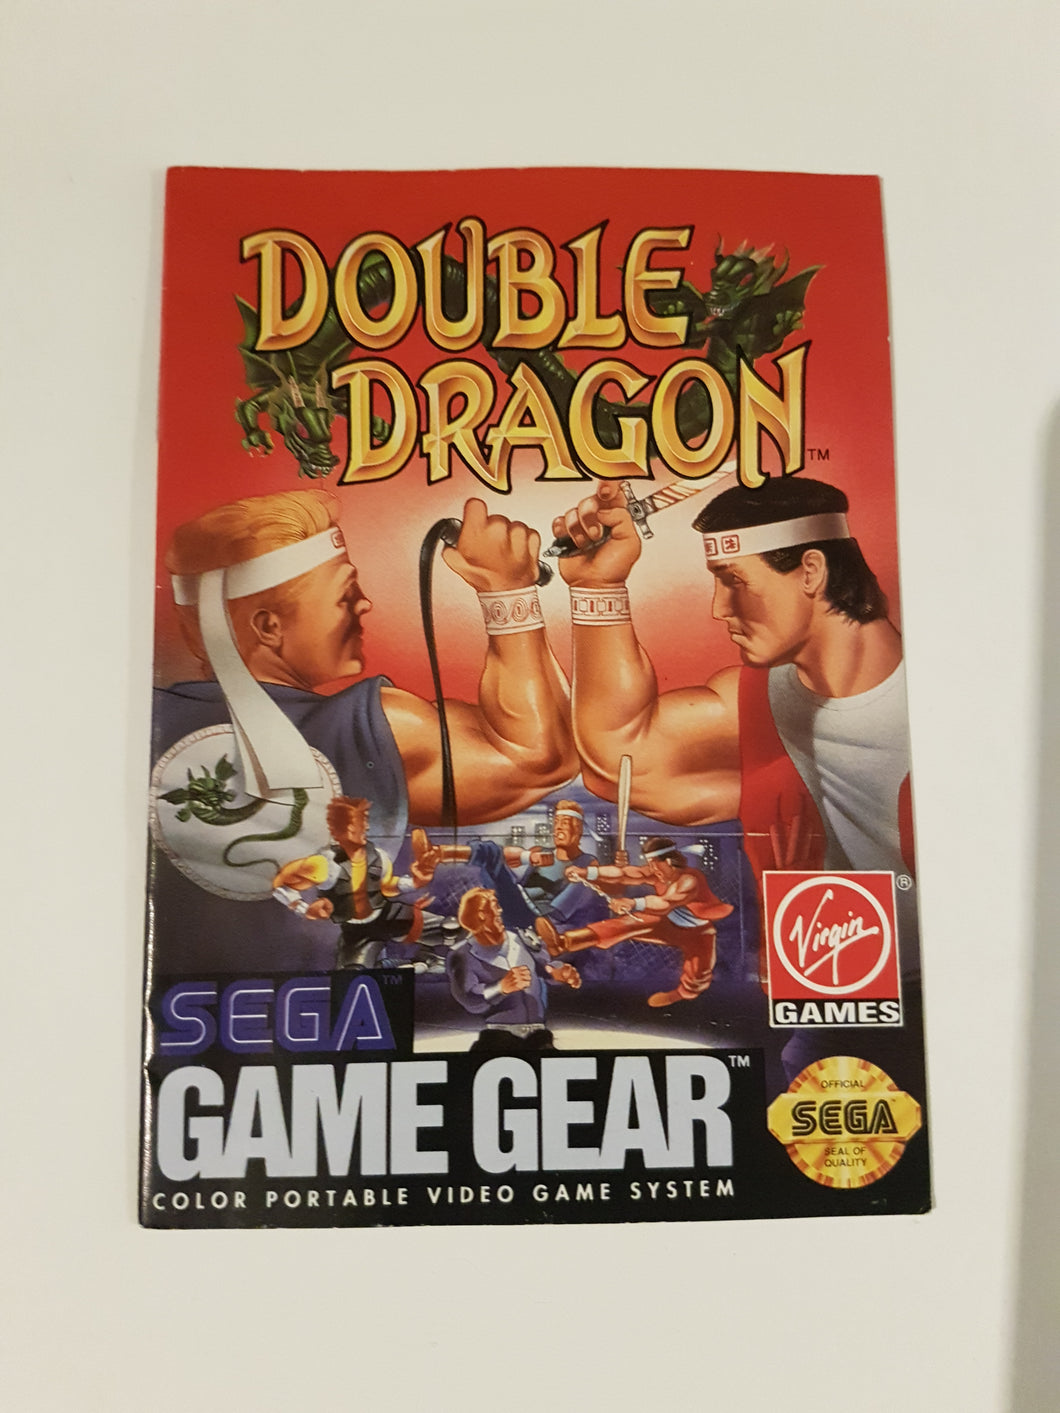 DOUBLE
DRAGON™
Virgin®
GAMES
SEGA™
GAME GEAR™
COLOR PORTABLE VIDEO GAME SYSTEM
OFFICIAL
SEGA
SEAL OF
QUALITY